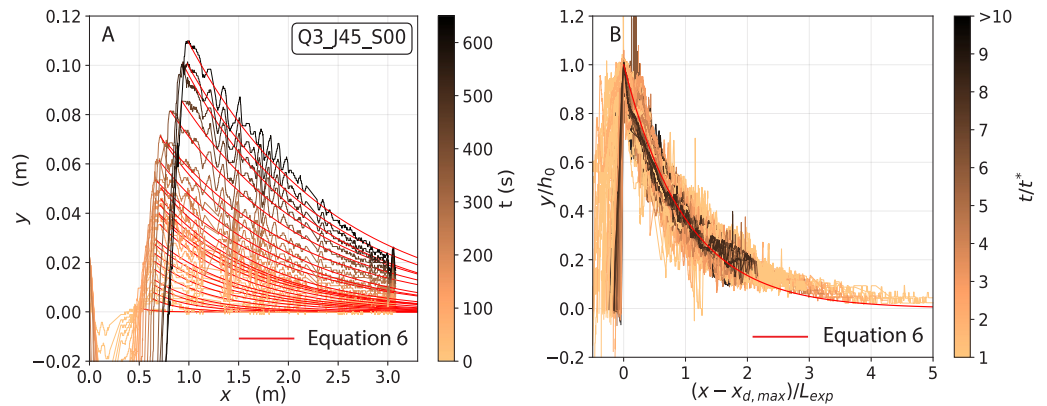 A
Q3_J45_S00
0.12
0.10
0.08
0.06
0.04
0.02
0.00
−0.02
y (m)
0.0 0.5 1.0 1.5 2.0 2.5 3.0
x (m)
Equation 6
600
500
400
300
200
100
0
t (s)
B
1.0
0.8
0.6
0.4
0.2
0.0
−0.2
y/h0
0 1 2 3 4 5
(x − xd, max)/Lexp
Equation 6
>10
9
8
7
6
5
4
3
2
1
t/t*